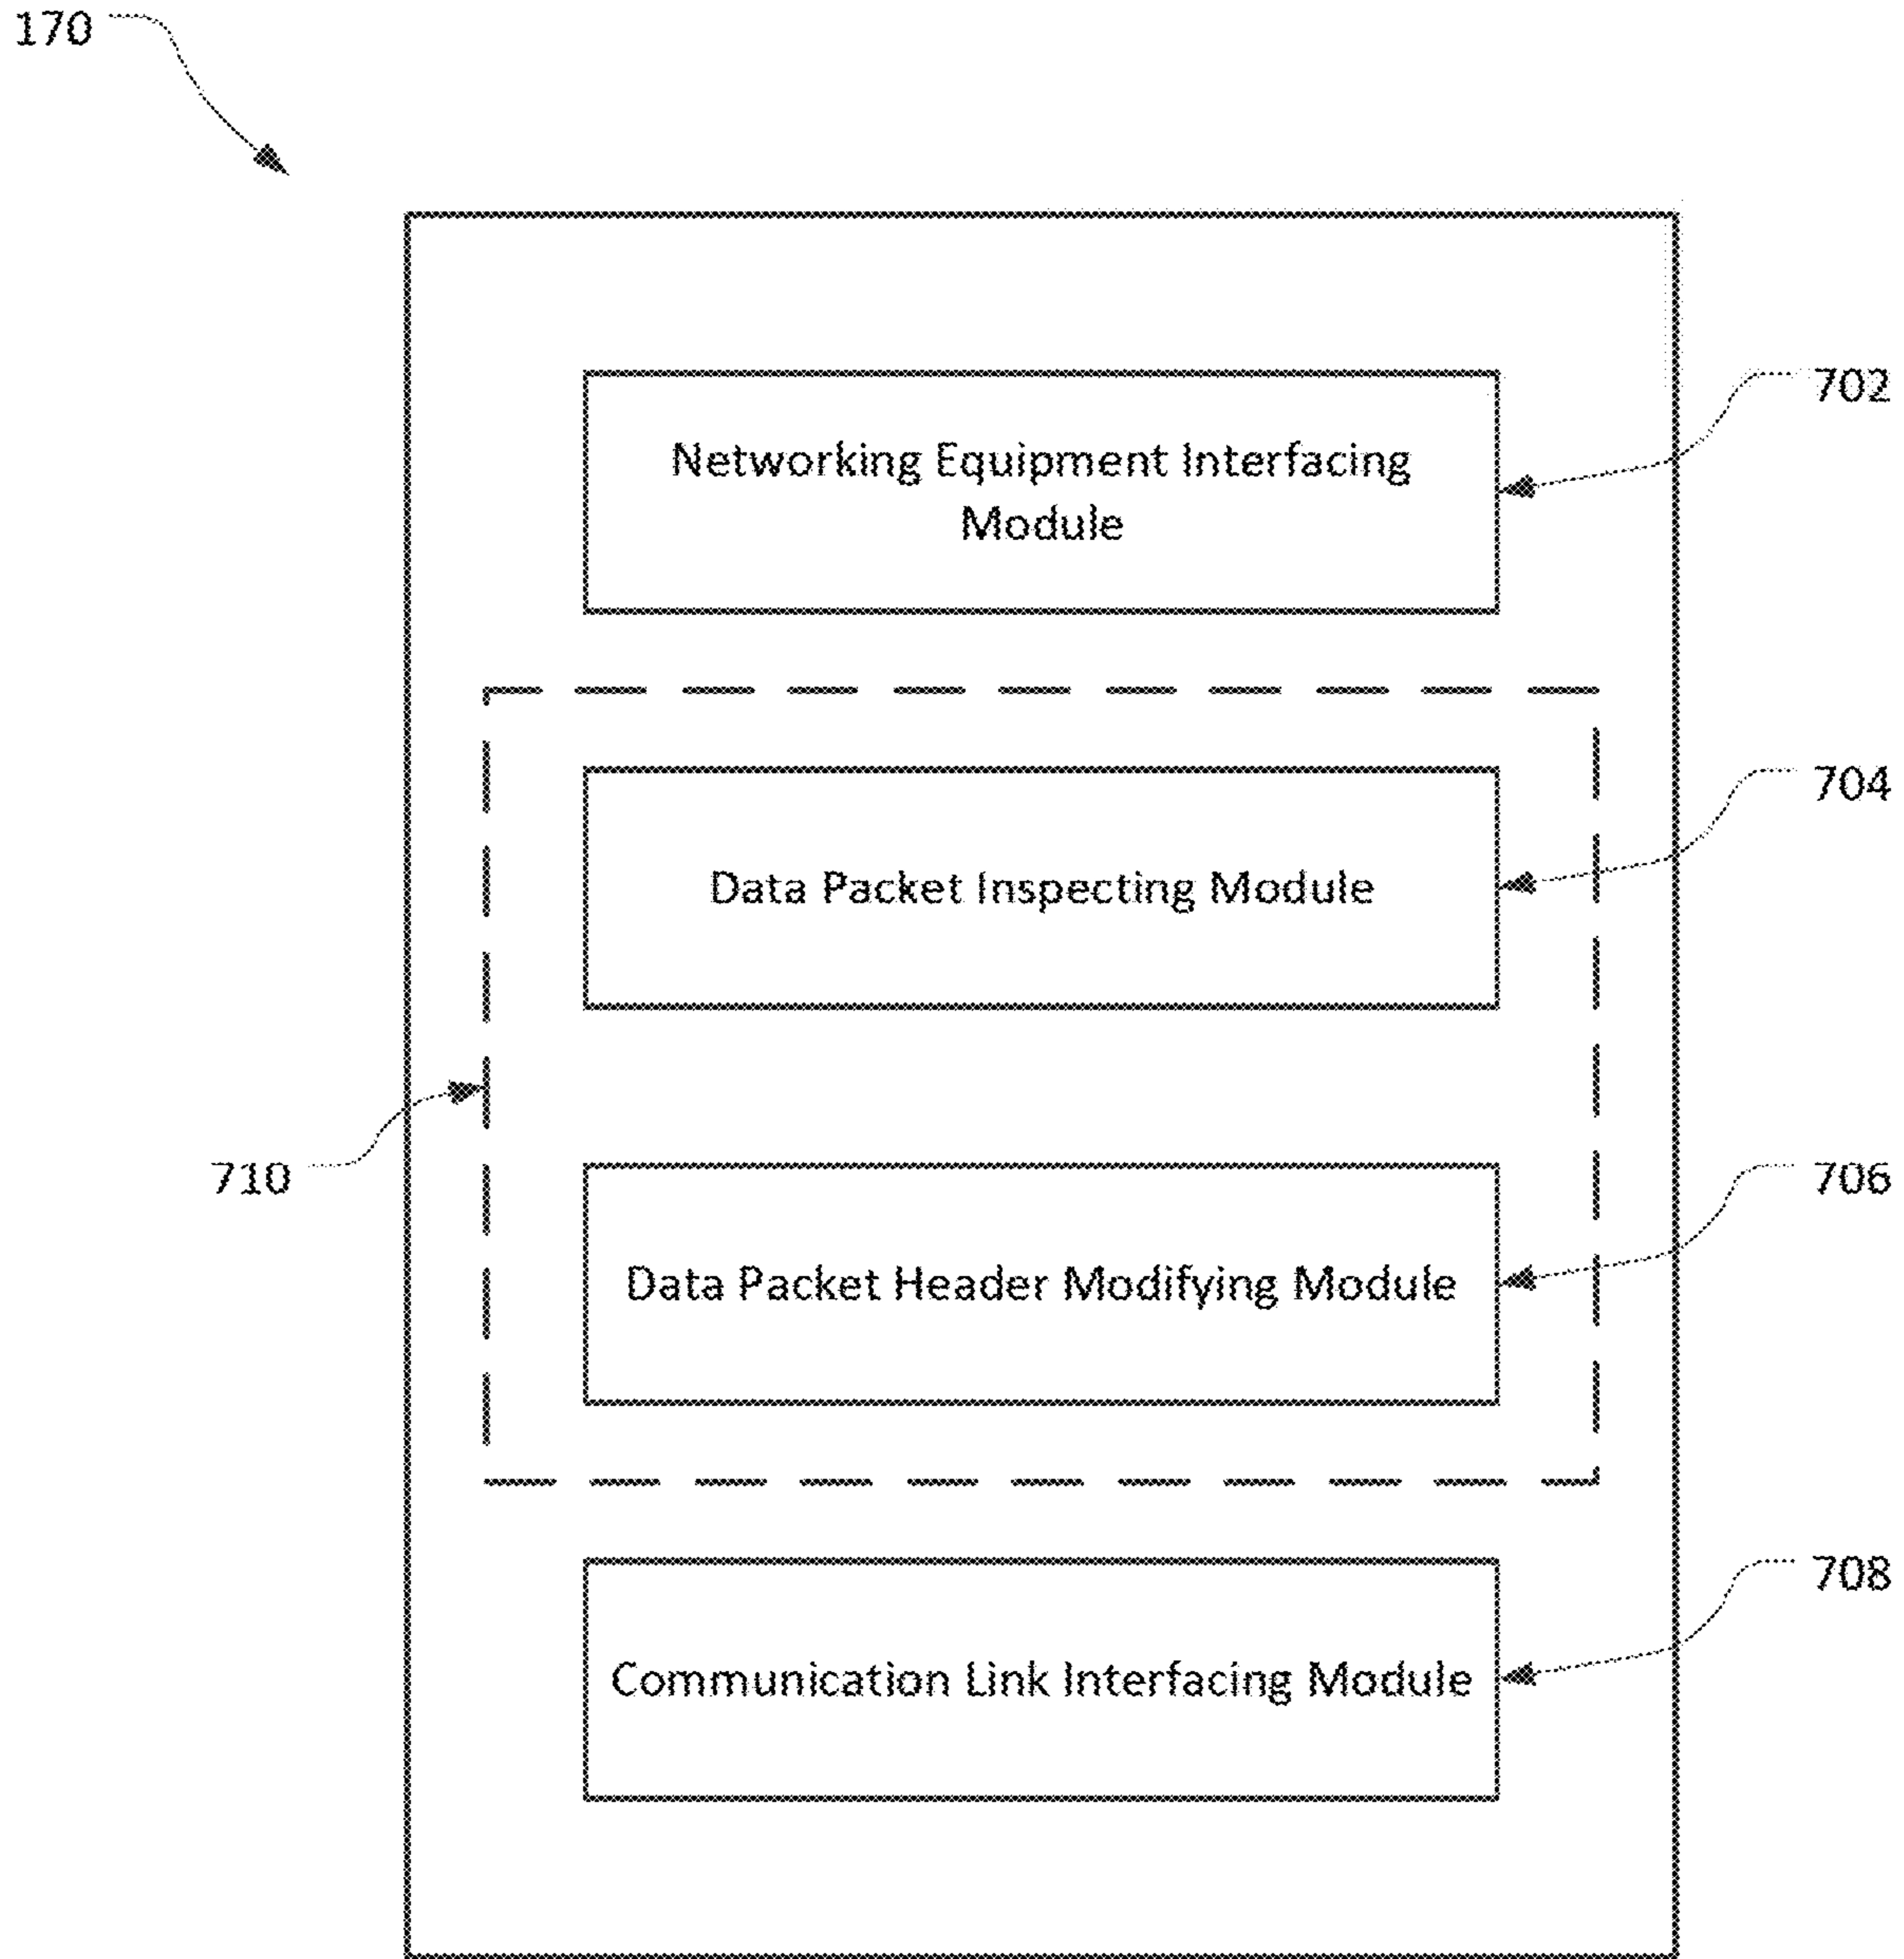 170
702
Networking Equipment Interfacing
Module
704
Data Packet Inspecting Module
710
706
Data Packet Header Modifying Module
708
Communication Link Interfacing Module